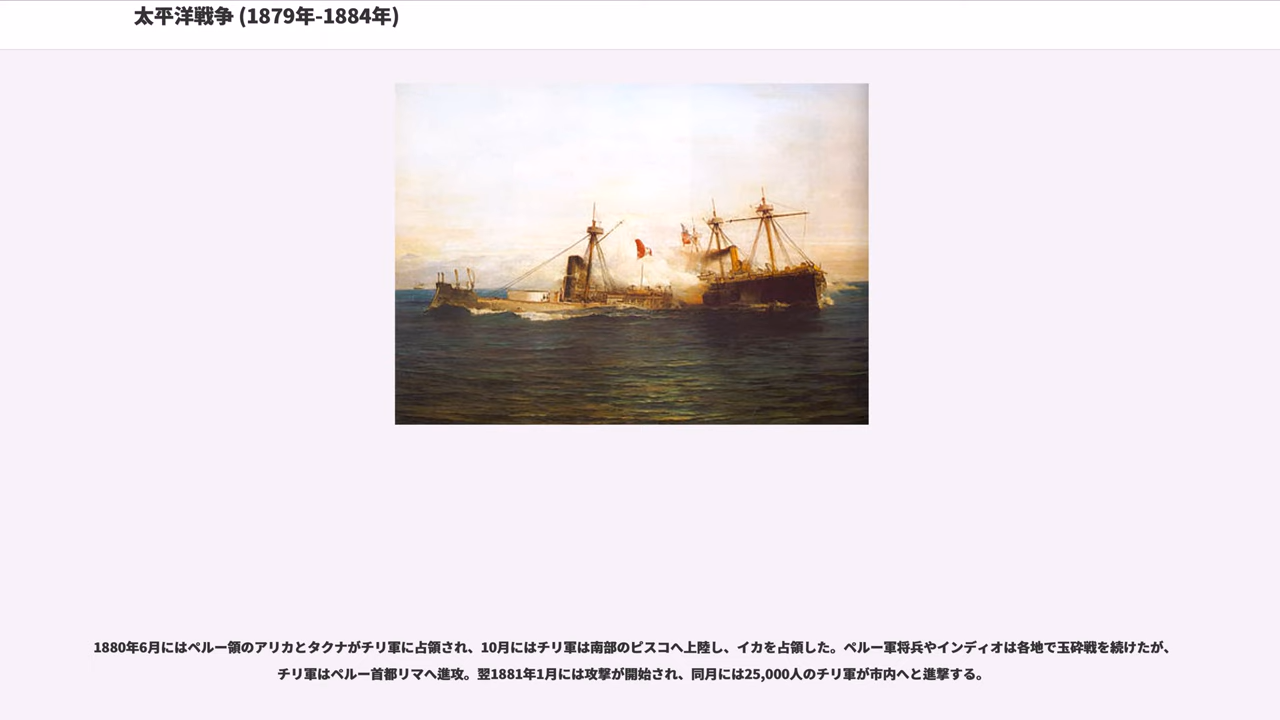 太平洋戦争 (1879年-1884年)
1880年6月にはペルー領のアリカとタクナがチリ軍に占領され、10月にはチリ軍は南部のピスコへ上陸し、イカを占領した。ペルー軍将兵やインディオは各地で玉砕戦を続けたが、
チリ軍はペルー首都リマへ進攻。翌1881年1月には攻撃が開始され、同月には25,000人のチリ軍が市内へと進撃する。